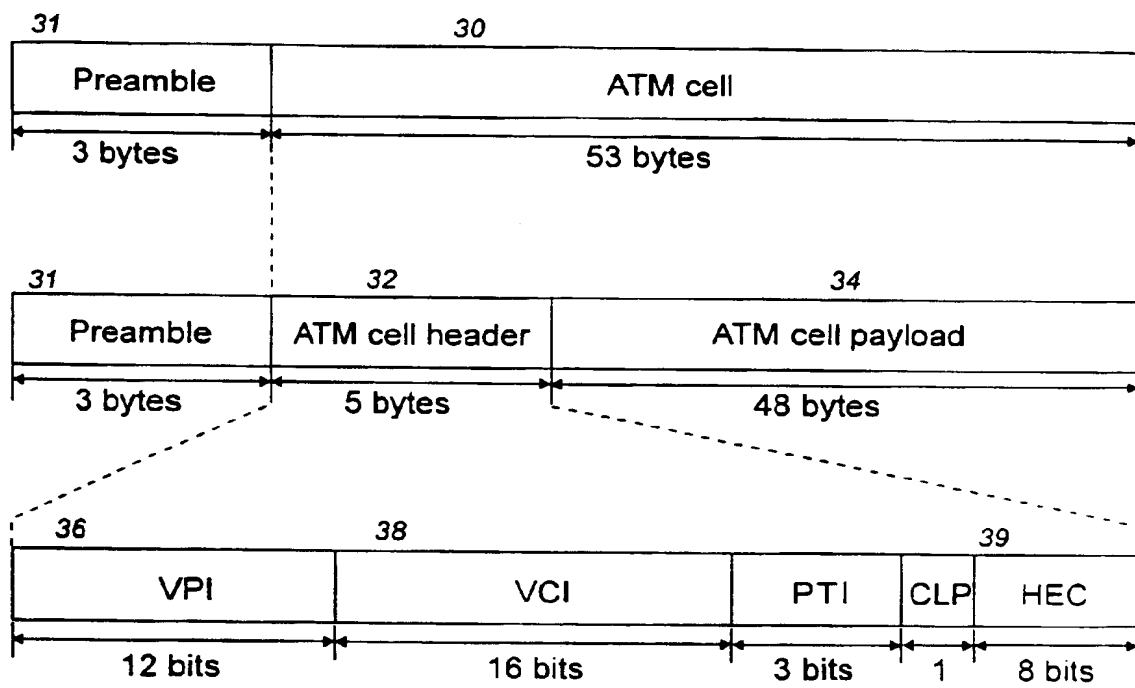 31 30
Preamble ATM cell
3 bytes 53 bytes
31 32 34
Preamble ATM cell header ATM cell payload
3 bytes 5 bytes 48 bytes
36 38 39
VPI VCI PTI CLP HEC
12 bits 16 bits 3 bits 1 8 bits